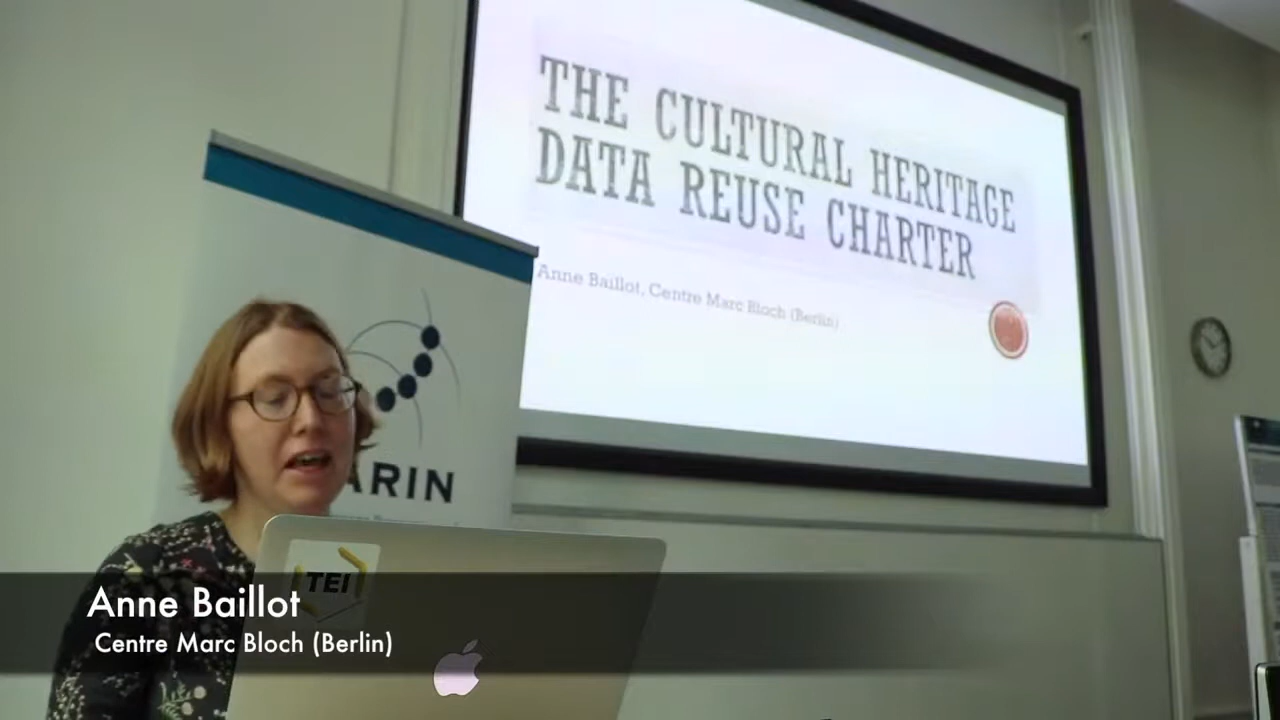 THE CULTURAL HERITAGE
DATA REUSE CHARTER
Anne Baillot, Centre Marc Bloch (Berlin)
ARIN
TEI
Anne Baillot
Centre Marc Bloch (Berlin)